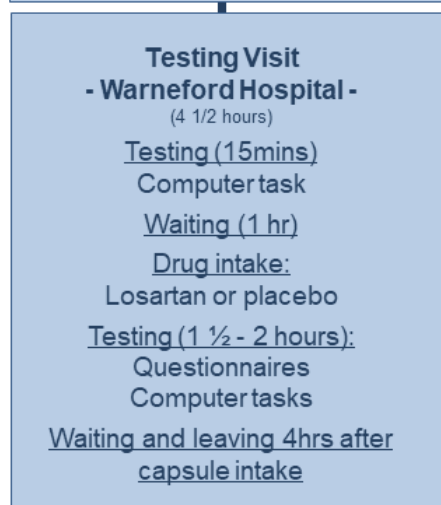 Testing Visit
- Warneford Hospital -
(4 1/2 hours)
Testing (15mins)
Computer task
Waiting (1 hr)
Drug intake:
Losartan or placebo
Testing (1 ½ - 2 hours):
Questionnaires
Computer tasks
Waiting and leaving 4hrs after
capsule intake